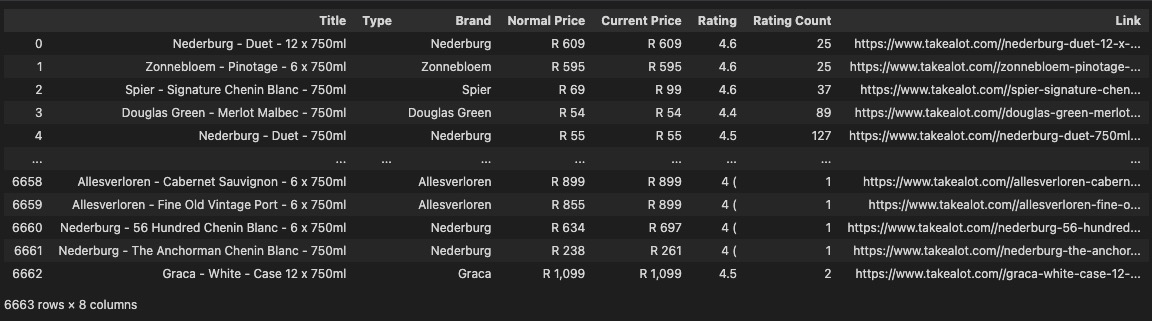 Title Type Brand Normal Price Current Price Rating Rating Count Link
0 Nederburg - Duet - 12 x 750ml Nederburg R 609 R 609 4.6 25 https://www.takealot.com//nederburg-duet-12-x-...
1 Zonnebloem - Pinotage - 6 x 750ml Zonnebloem R 595 R 595 4.6 25 https://www.takealot.com//zonnebloem-pinotage-...
2 Spier - Signature Chenin Blanc - 750ml Spier R 69 R 99 4.6 37 https://www.takealot.com//spier-signature-chen...
3 Douglas Green - Merlot Malbec - 750ml Douglas Green R 54 R 54 4.4 89 https://www.takealot.com//douglas-green-merlot...
4 Nederburg - Duet - 750ml Nederburg R 55 R 55 4.5 127 https://www.takealot.com//nederburg-duet-750ml...
... ... ... ... ... ... ... ... ...
6658 Allesverloren - Cabernet Sauvignon - 6 x 750ml Allesverloren R 899 R 899 4 ( 1 https://www.takealot.com//allesverloren-cabern...
6659 Allesverloren - Fine Old Vintage Port - 6 x 750ml Allesverloren R 855 R 899 4 ( 1 https://www.takealot.com//allesverloren-fine-o...
6660 Nederburg - 56 Hundred Chenin Blanc - 6 x 750ml Nederburg R 634 R 697 4 ( 1 https://www.takealot.com//nederburg-56-hundred...
6661 Nederburg - The Anchorman Chenin Blanc - 750ml Nederburg R 238 R 261 4 ( 1 https://www.takealot.com//nederburg-the-anchor...
6662 Graca - White - Case 12 x 750ml Graca R 1,099 R 1,099 4.5 2 https://www.takealot.com//graca-white-case-12-...
6663 rows × 8 columns